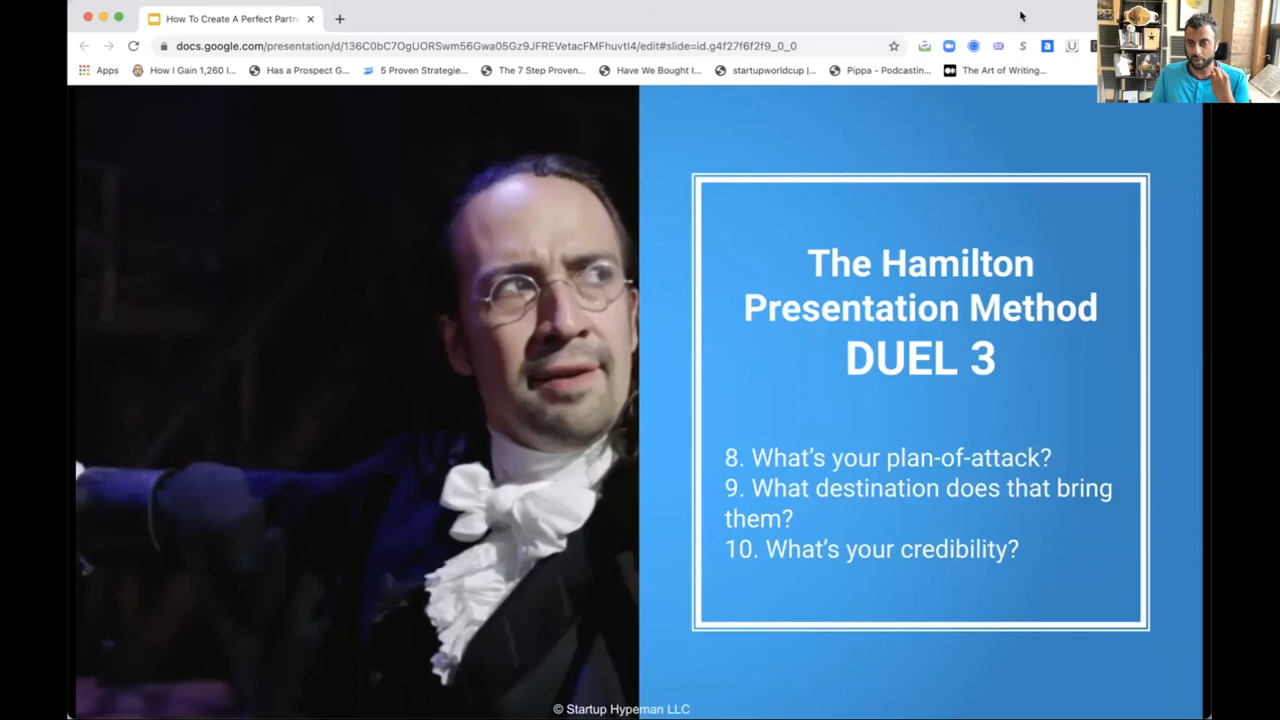 How To Create A Perfect Partn
docs.google.com/presentation/d/136C0bC7OgUORSwm56Gwa05Gz9JFREVetacFMFhuvtI4/edit#slide=id.g4f27f6f2f9_0_0
Apps How I Gain 1,260 I... Has a Prospect G... 5 Proven Strategie... The 7 Step Proven... Have We Bought I... startupworldcup |... Pippa - Podcastin... The Art of Writing...
The Hamilton
Presentation Method
DUEL 3
8. What's your plan-of-attack?
9. What destination does that bring
them?
10. What's your credibility?
© Startup Hypeman LLC